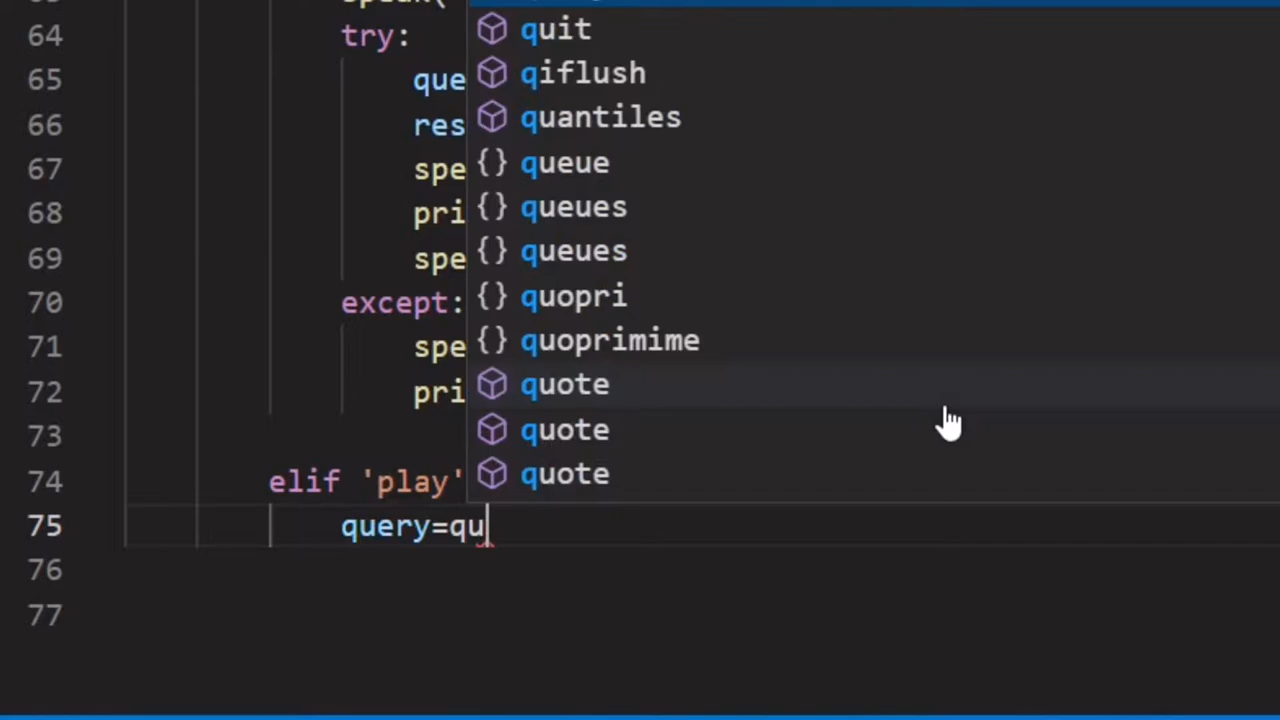 64 try: quit
65 que qiflush
66 res quantiles
67 spe {} queue
68 pri {} queues
69 spe {} queues
70 except: {} quopri
71 spe {} quoprimime
72 pri quote
73 quote
74 elif 'play' quote
75 query=qu
76
77